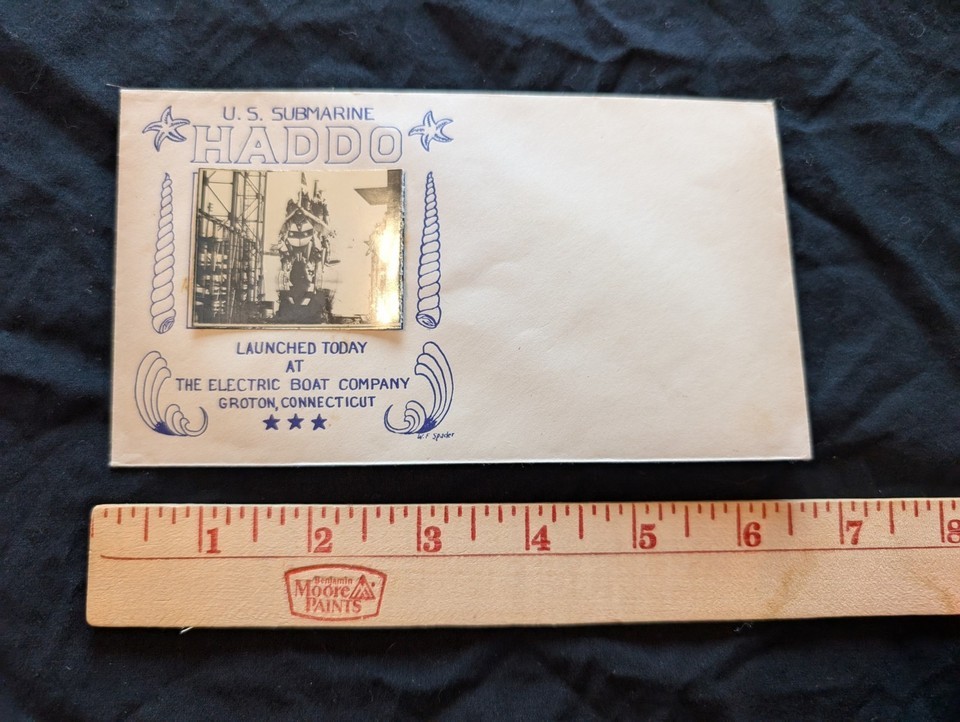 U. S. SUBMARINE
HADDO
LAUNCHED TODAY
AT
THE ELECTRIC BOAT COMPANY
GROTON, CONNECTICUT
W. F. Spader
1 2 3 4 5 6 7 8
Benjamin
Moore
PAINTS